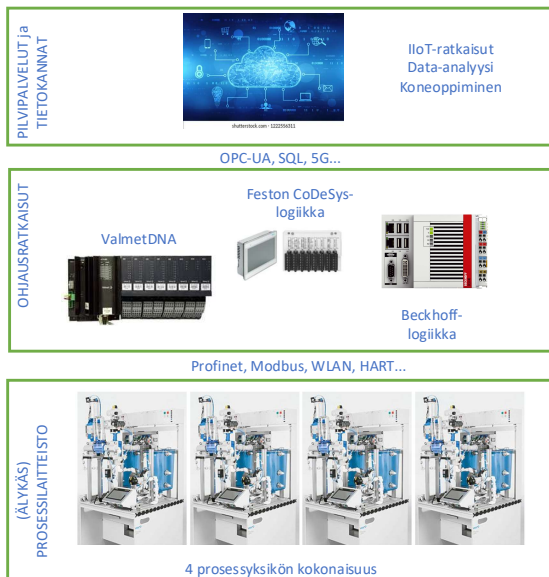 PILVIPALVELUT ja
TIETOKANNAT
IIoT-ratkaisut
Data-analyysi
Koneoppiminen
shutterstock.com · 1222556311
OPC-UA, SQL, 5G...
OHJAUSRATKAISUT
ValmetDNA
Feston CoDeSys-
logiikka
Beckhoff-
logiikka
Profinet, Modbus, WLAN, HART...
(ÄLYKÄS)
PROSESSILAITTEISTO
4 prosessyksikön kokonaisuus